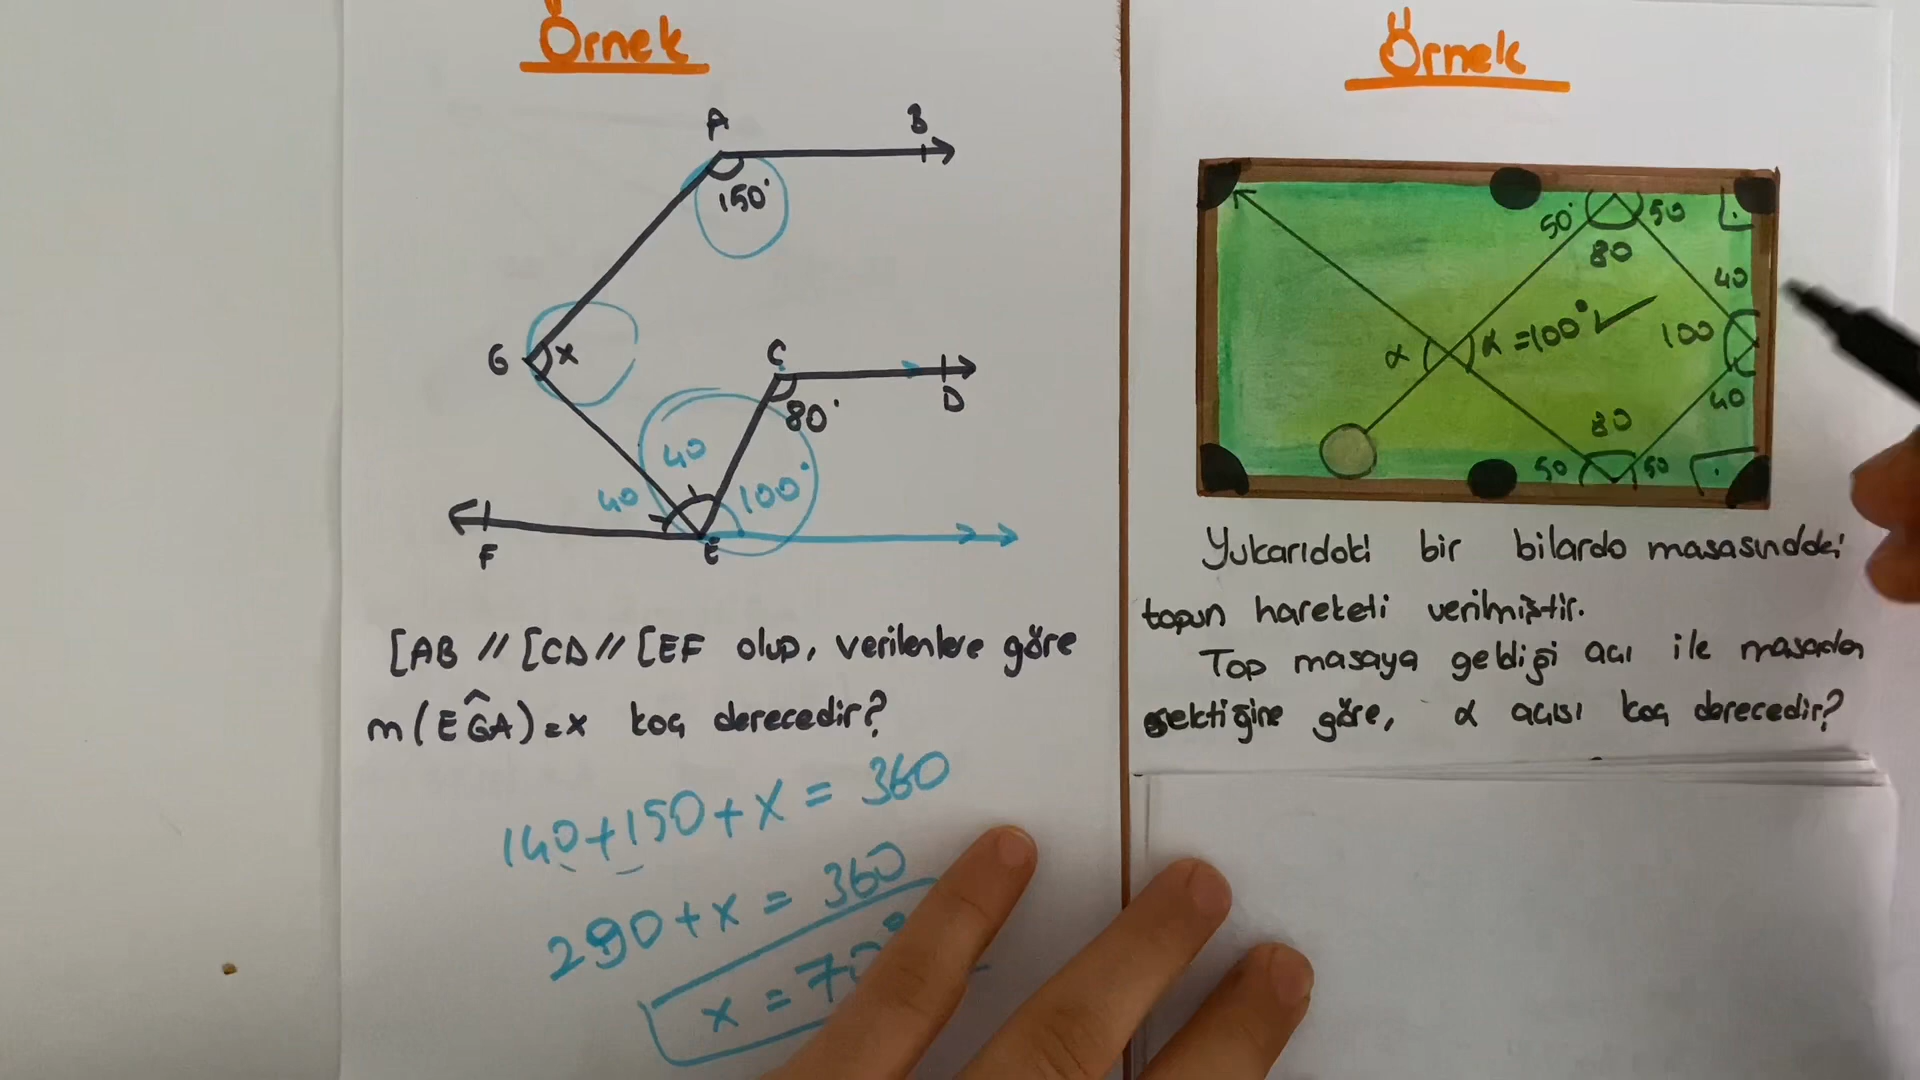 Örnek
A
B
150°
G
x
C
D
80°
40
40
100°
F
E
[AB // [CD // [EF olup, verilenlere göre
m(EGA)=x kaç derecedir?
140+150+x = 360
290+x = 360
x = 70°
Örnek
50°
50
80
40
α
α =100° ✓
100
40
80
50
50
Yukarıdaki bir bilardo masasındaki
topun hareketi verilmiştir.
Top masaya geldiği açı ile masadan
sektiğine göre, α açısı kaç derecedir?